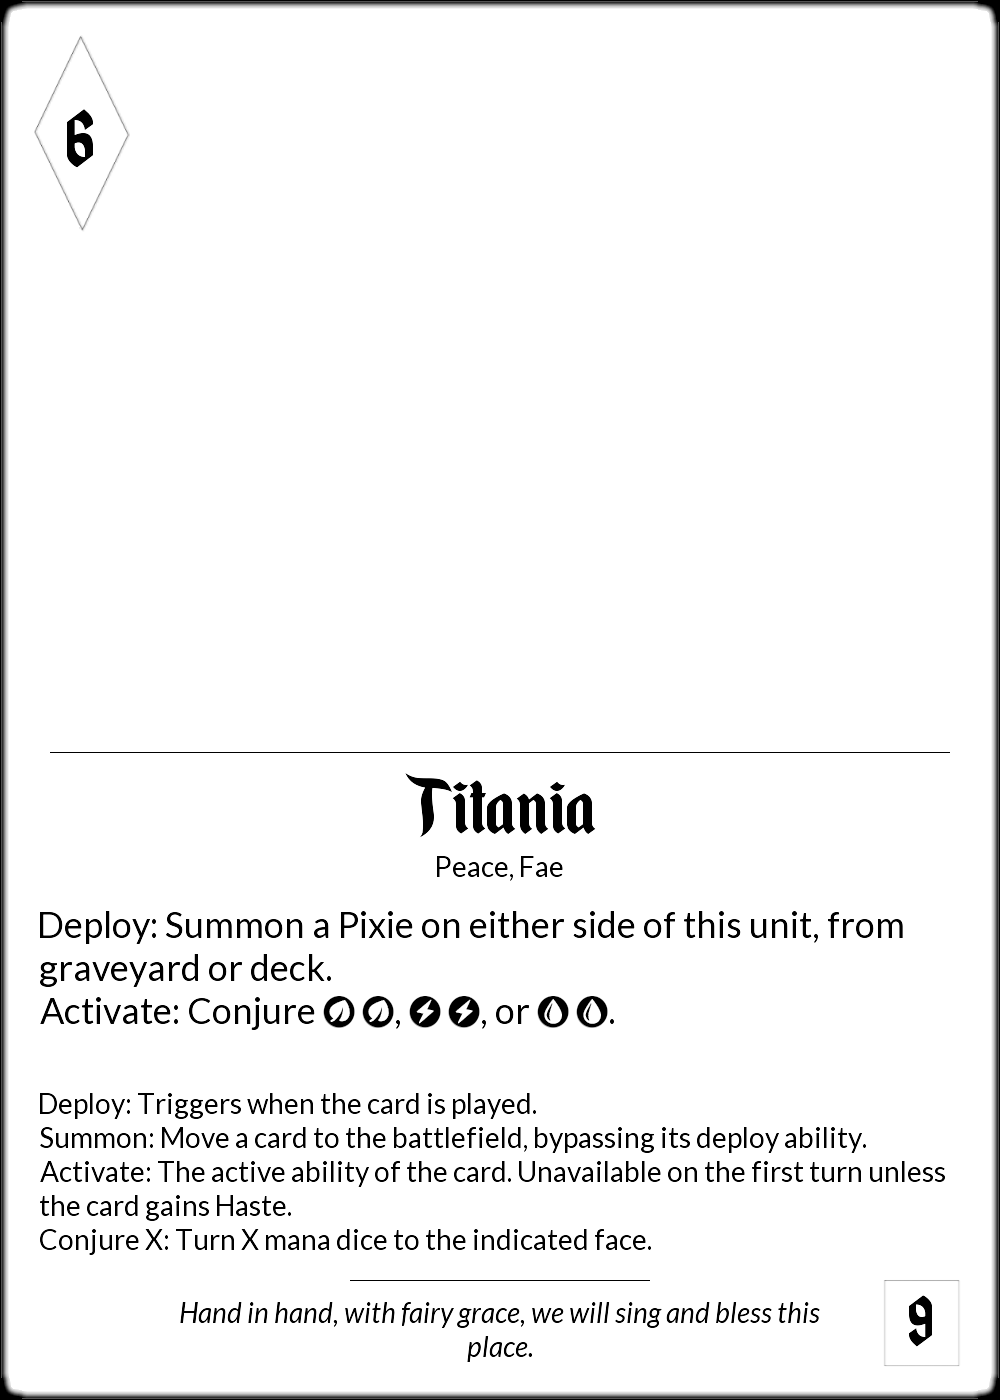 6
Titania
Peace, Fae
Deploy: Summon a Pixie on either side of this unit, from
graveyard or deck.
Activate: Conjure , , or .
Deploy: Triggers when the card is played.
Summon: Move a card to the battlefield, bypassing its deploy ability.
Activate: The active ability of the card. Unavailable on the first turn unless
the card gains Haste.
Conjure X: Turn X mana dice to the indicated face.
Hand in hand, with fairy grace, we will sing and bless this
place.
9